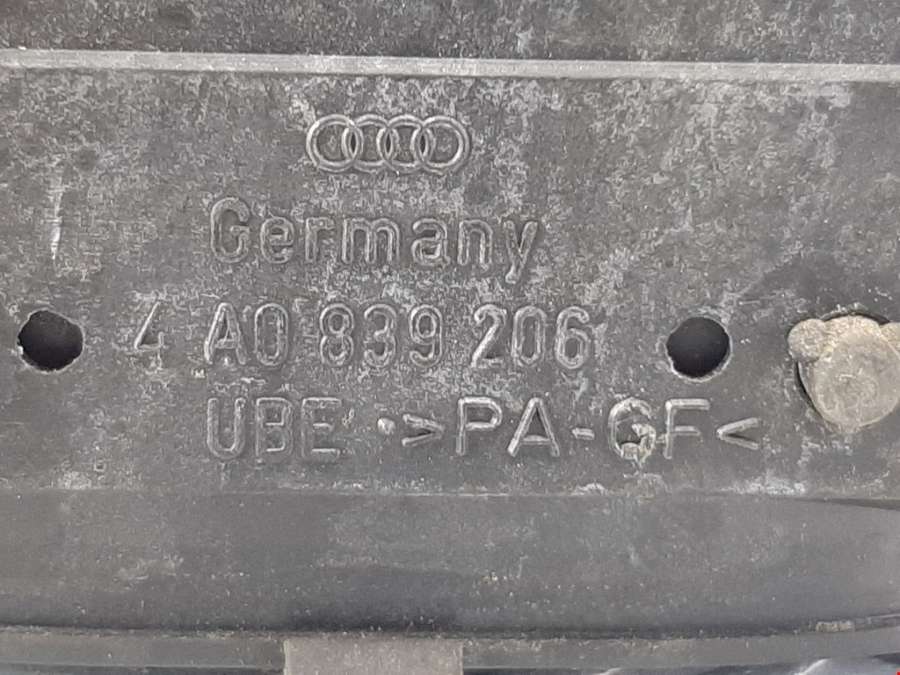 Germany
4 A0 839 206
UBE >PA-GF<